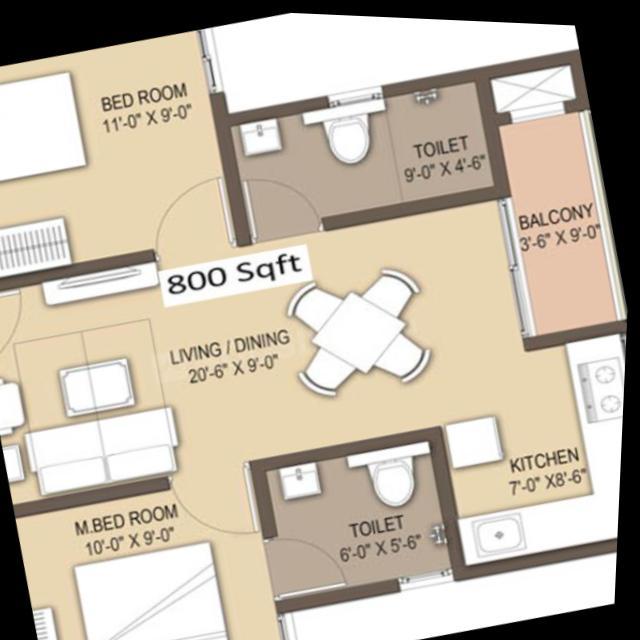 BED ROOM
11'-0" X 9'-0"
TOILET
9'-0" X 4'-6"
BALCONY
3'-6" X 9'-0"
800 Sqft
LIVING / DINING
20'-6" X 9'-0"
KITCHEN
7'-0" X8'-6"
M.BED ROOM
10'-0" X 9'-0"
TOILET
6'-0" X 5'-6"